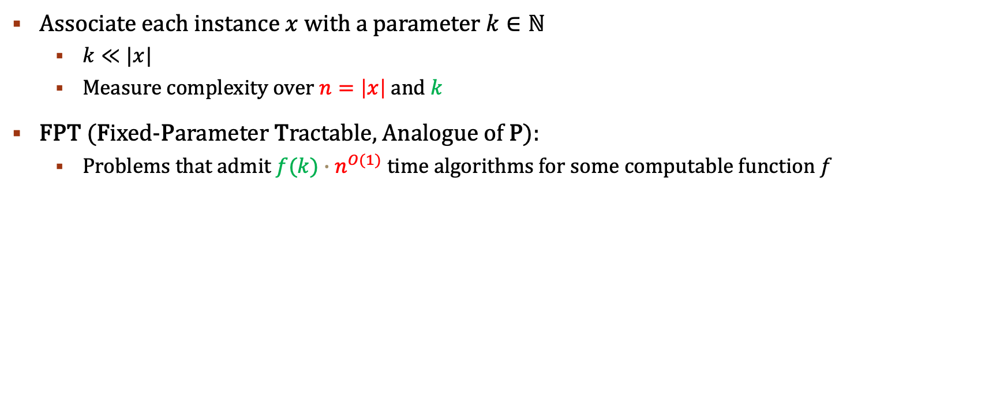 ▪ Associate each instance 𝑥 with a parameter 𝑘 ∈ ℕ
▪ 𝑘 ≪ |𝑥|
▪ Measure complexity over 𝒏 = |𝒙| and 𝑘
▪ FPT (Fixed-Parameter Tractable, Analogue of P):
▪ Problems that admit 𝑓(𝑘) · 𝒏^𝑂(1) time algorithms for some computable function 𝑓